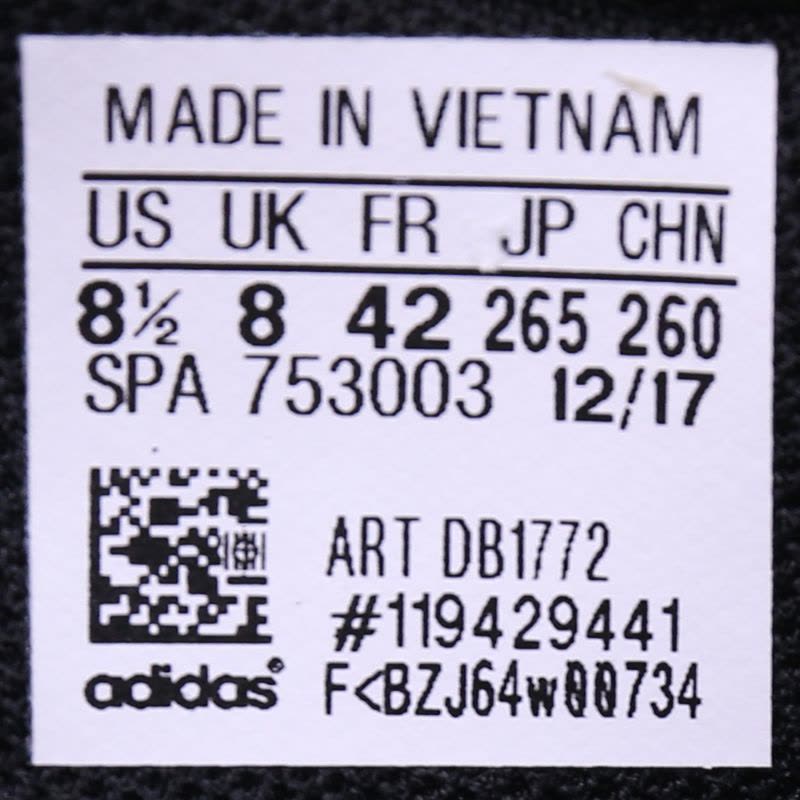 MADE IN VIETNAM
US UK FR JP CHN
8½ 8 42 265 260
SPA 753003 12/17
ART DB1772
#119429441
adidas® F<BZJ64w00734